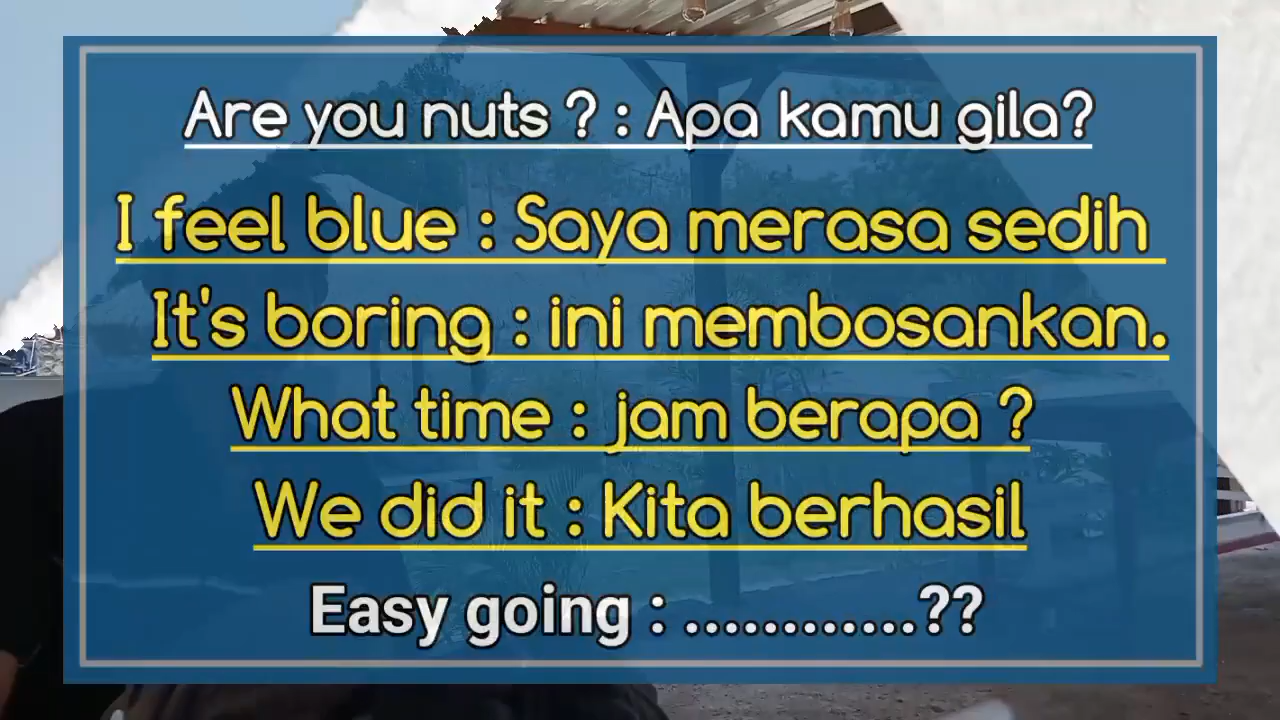 Are you nuts ? : Apa kamu gila?
I feel blue : Saya merasa sedih
It's boring : ini membosankan.
What time : jam berapa ?
We did it : Kita berhasil
Easy going : ............??